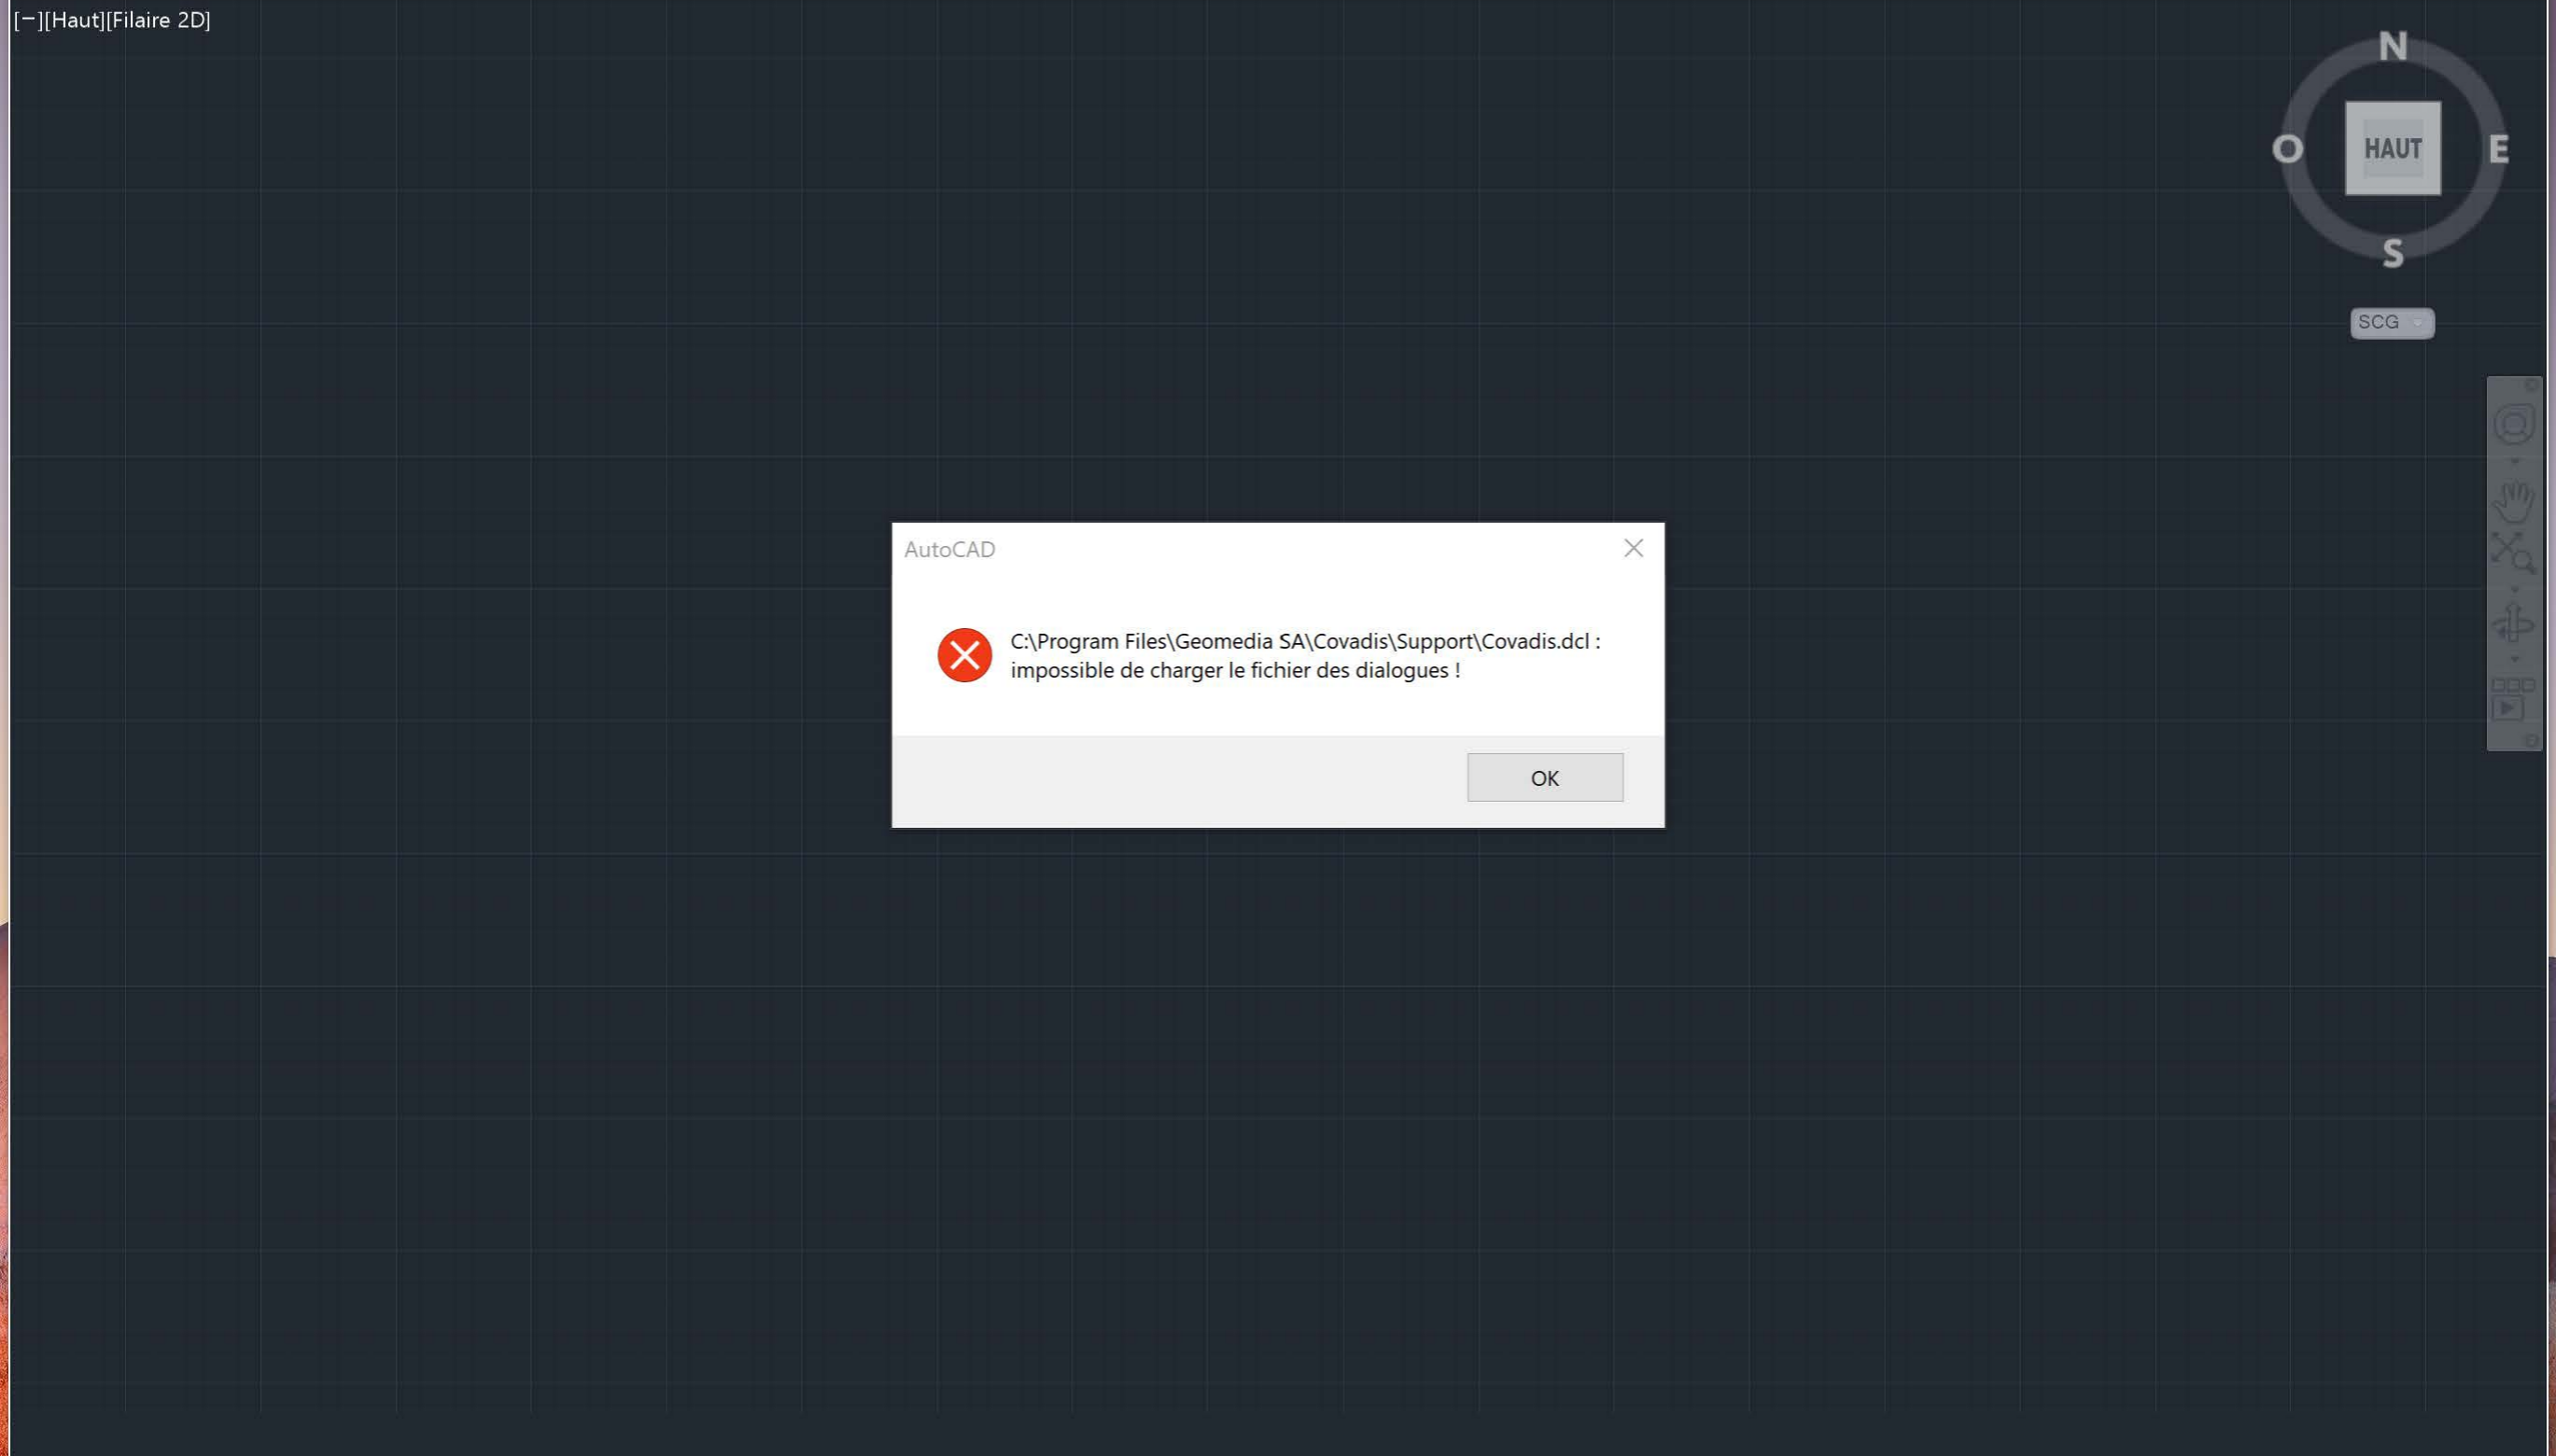 [−][Haut][Filaire 2D]
N
O
HAUT
E
S
SCG
AutoCAD
C:\Program Files\Geomedia SA\Covadis\Support\Covadis.dcl :
impossible de charger le fichier des dialogues !
OK